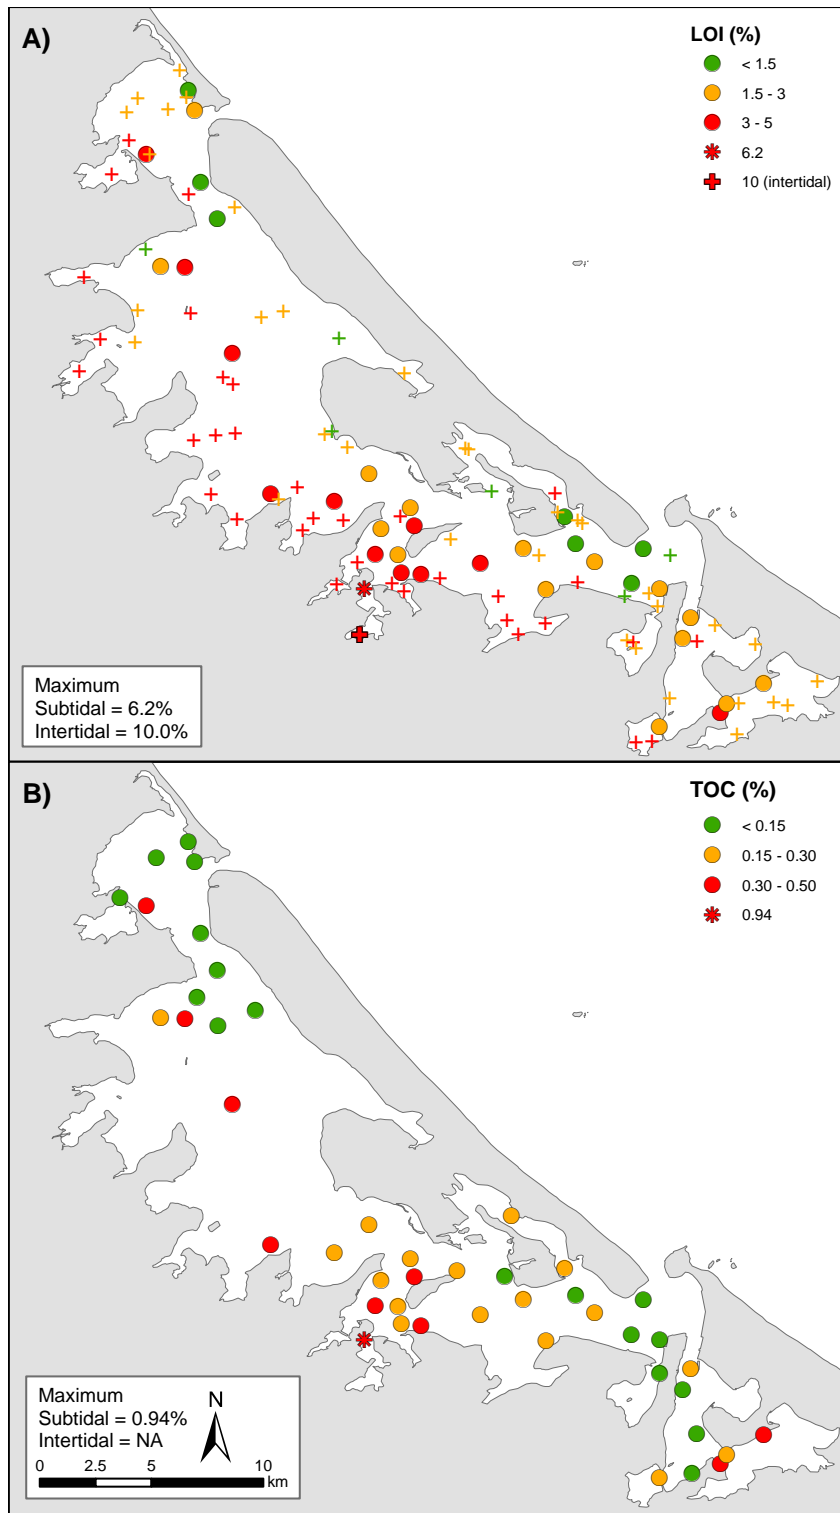 A)
LOI (%)
< 1.5
1.5 - 3
3 - 5
6.2
10 (intertidal)
Maximum
Subtidal = 6.2%
Intertidal = 10.0%
B)
TOC (%)
< 0.15
0.15 - 0.30
0.30 - 0.50
0.94
Maximum
Subtidal = 0.94%
Intertidal = NA
N
0 2.5 5 10
km